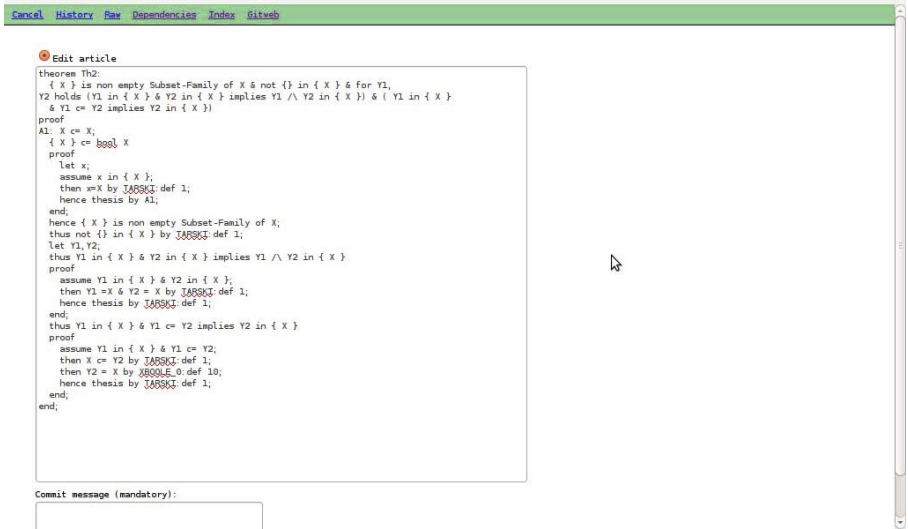 Cancel History Raw Dependencies Index Gitweb
Edit article
theorem Th2:
{ X } is non empty Subset-Family of X & not {} in { X } & for Y1,
Y2 holds (Y1 in { X } & Y2 in { X } implies Y1 /\ Y2 in { X }) & ( Y1 in { X }
& Y1 c= Y2 implies Y2 in { X })
proof
A1: X c= X;
{ X } c= bool X
proof
let x;
assume x in { X };
then x=X by TARSKI:def 1;
hence thesis by A1;
end;
hence { X } is non empty Subset-Family of X;
thus not {} in { X } by TARSKI:def 1;
let Y1,Y2;
thus Y1 in { X } & Y2 in { X } implies Y1 /\ Y2 in { X }
proof
assume Y1 in { X } & Y2 in { X };
then Y1 =X & Y2 = X by TARSKI:def 1;
hence thesis by TARSKI:def 1;
end;
thus Y1 in { X } & Y1 c= Y2 implies Y2 in { X }
proof
assume Y1 in { X } & Y1 c= Y2;
then X c= Y2 by TARSKI:def 1;
then Y2 = X by XBOOLE_0:def 10;
hence thesis by TARSKI:def 1;
end;
end;
Commit message (mandatory):